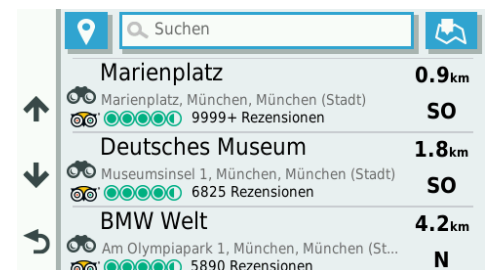 Suchen
Marienplatz
0.9km
Marienplatz, München, München (Stadt)
SO
9999+ Rezensionen
Deutsches Museum
1.8km
Museumsinsel 1, München, München (Stadt)
SO
6825 Rezensionen
BMW Welt
4.2km
Am Olympiapark 1, München, München (St...
N
5890 Rezensionen